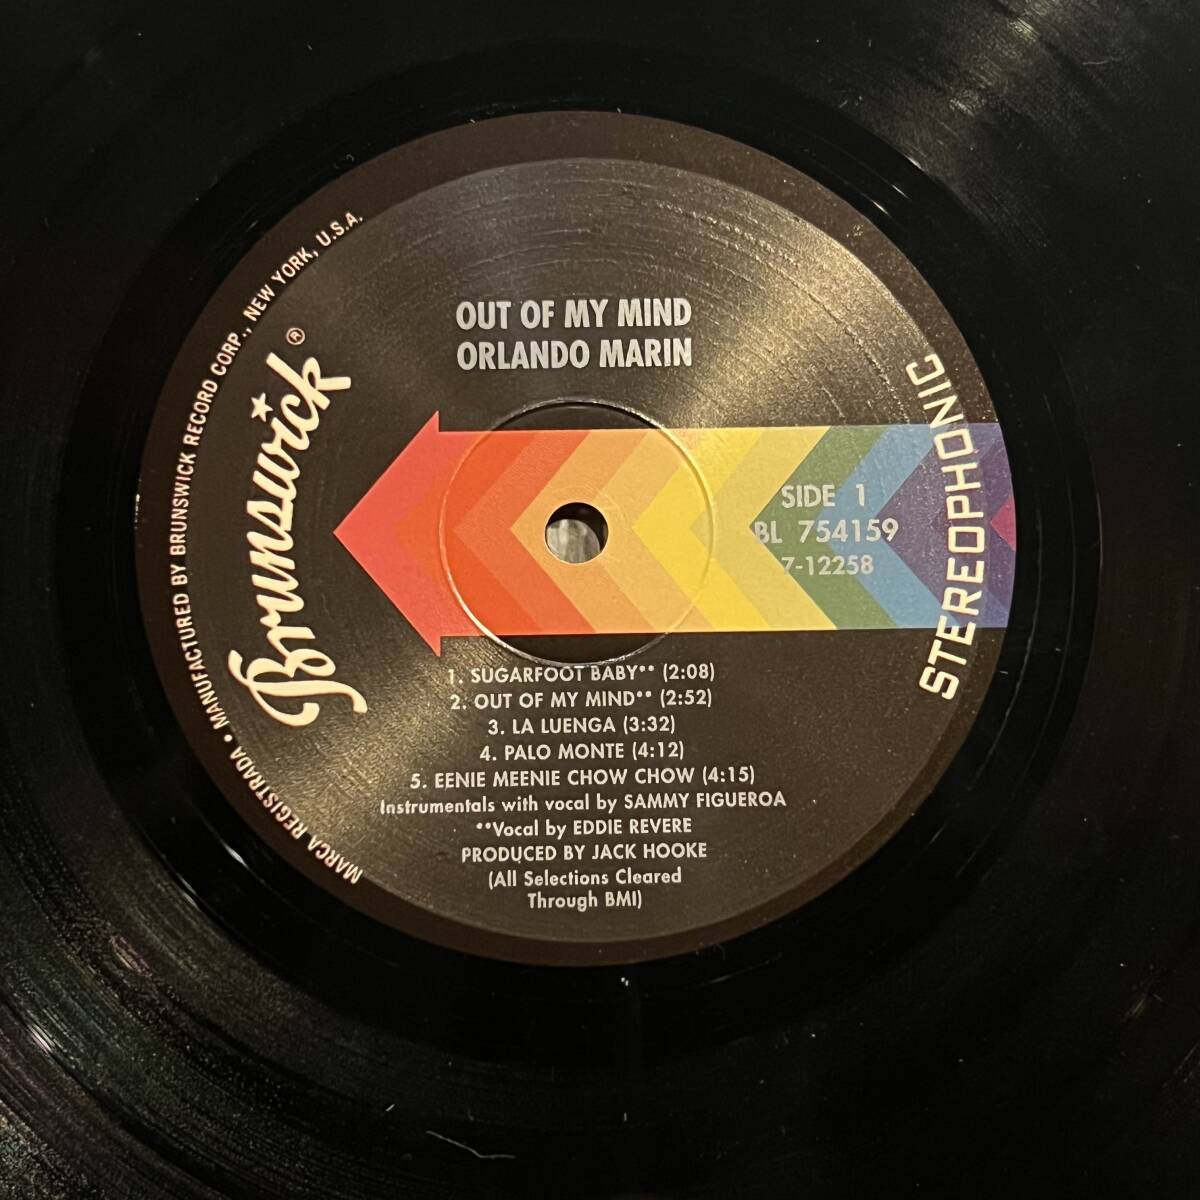 OUT OF MY MIND
ORLANDO MARIN
Brunswick ®
MARCA REGISTRADA • MANUFACTURED BY BRUNSWICK RECORD CORP., NEW YORK, U.S.A.
STEREOPHONIC
SIDE 1
BL 754159
7-12258
1. SUGARFOOT BABY** (2:08)
2. OUT OF MY MIND** (2:52)
3. LA LUENGA (3:32)
4. PALO MONTE (4:12)
5. EENIE MEENIE CHOW CHOW (4:15)
Instrumentals with vocal by SAMMY FIGUEROA
**Vocal by EDDIE REVERE
PRODUCED BY JACK HOOKE
(All Selections Cleared
Through BMI)